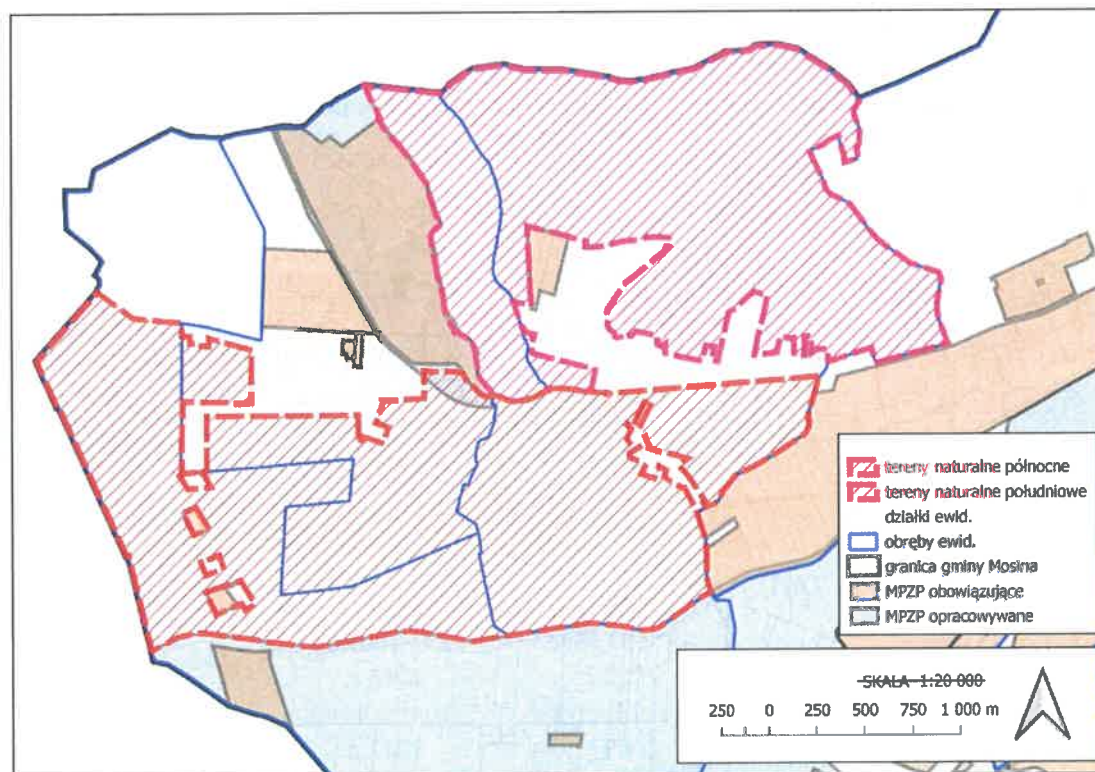 tereny naturalne północne
tereny naturalne południowe
działki ewid.
obręby ewid.
granica gminy Mosina
MPZP obowiązujące
MPZP opracowywane
SKALA 1:20 000
250 0 250 500 750 1 000 m